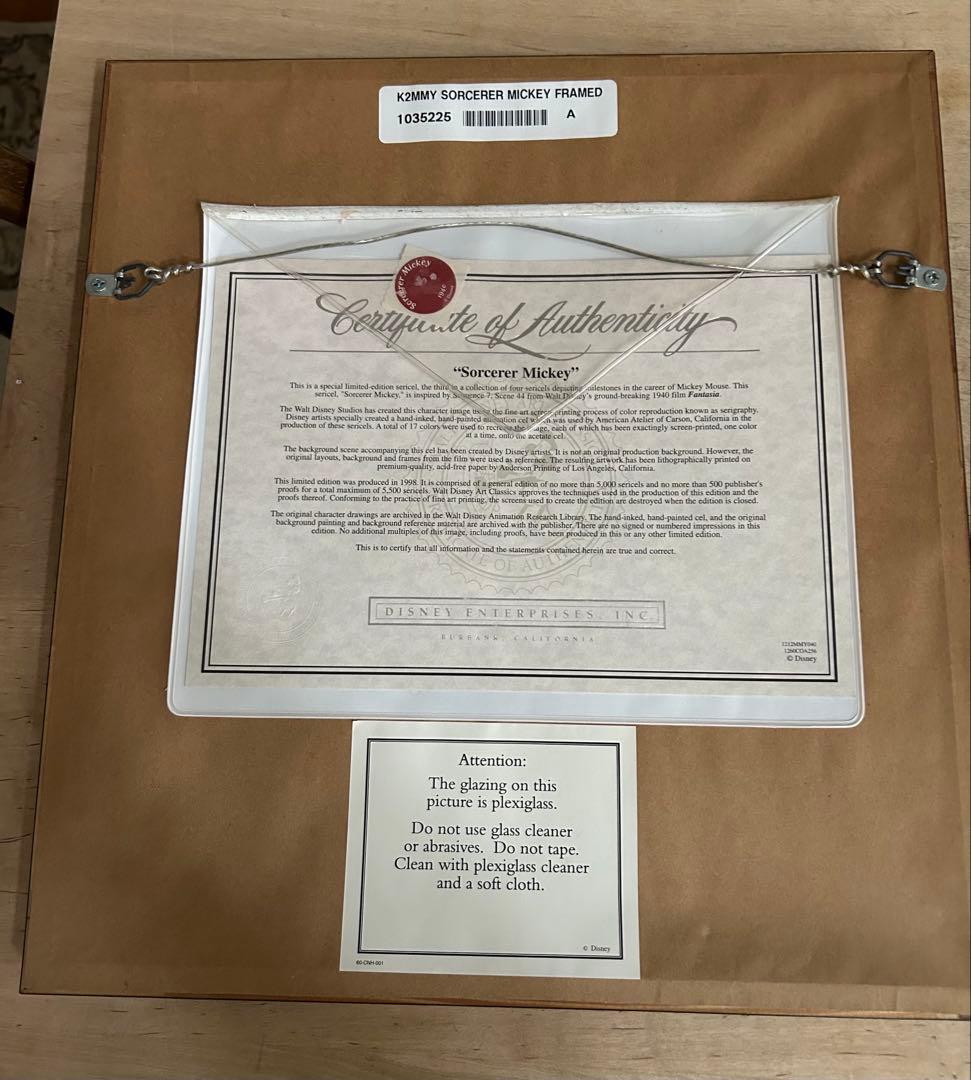 K2MMY SORCERER MICKEY FRAMED
1035225 A
Sorcerer Mickey
1940
Certificate of Authenticity
“Sorcerer Mickey”
This is a special limited-edition sericel, the third in a collection of four sericels depicting milestones in the career of Mickey Mouse. This
sericel, "Sorcerer Mickey," is inspired by Sequence 7, Scene 44 from Walt Disney's ground-breaking 1940 film Fantasia.
The Walt Disney Studios has created this character image using the fine art screen printing process of color reproduction known as serigraphy.
Disney artists specially created a hand-inked, hand-painted animation cel which was used by American Atelier of Carson, California in the
production of these sericels. A total of 17 colors were used to recreate the image, each of which has been exactingly screen-printed, one color
at a time, onto the acetate cel.
The background scene accompanying this cel has been created by Disney artists. It is not an original production background. However, the
original layouts, background and frames from the film were used as reference. The resulting artwork has been lithographically printed on
premium-quality, acid-free paper by Anderson Printing of Los Angeles, California.
This limited edition was produced in 1998. It is comprised of a general edition of no more than 5,000 sericels and no more than 500 publisher's
proofs for a total maximum of 5,500 sericels. Walt Disney Art Classics approves the techniques used in the production of this edition and the
proofs thereof. Conforming to the practice of fine art printing, the screens used to create the edition are destroyed when the edition is closed.
The original character drawings are archived in the Walt Disney Animation Research Library. The hand-inked, hand-painted cel, and the original
background painting and background reference material are archived with the publisher. There are no signed or numbered impressions in this
edition. No additional multiples of this image, including proofs, have been produced in this or any other limited edition.
This is to certify that all information and the statements contained herein are true and correct.
OF AUTH
DISNEY ENTERPRISES, INC.
BURBANK, CALIFORNIA
1212MMY040
1260COA256
© Disney
Attention:
The glazing on this
picture is plexiglass.
Do not use glass cleaner
or abrasives. Do not tape.
Clean with plexiglass cleaner
and a soft cloth.
© Disney
60-CNH-001